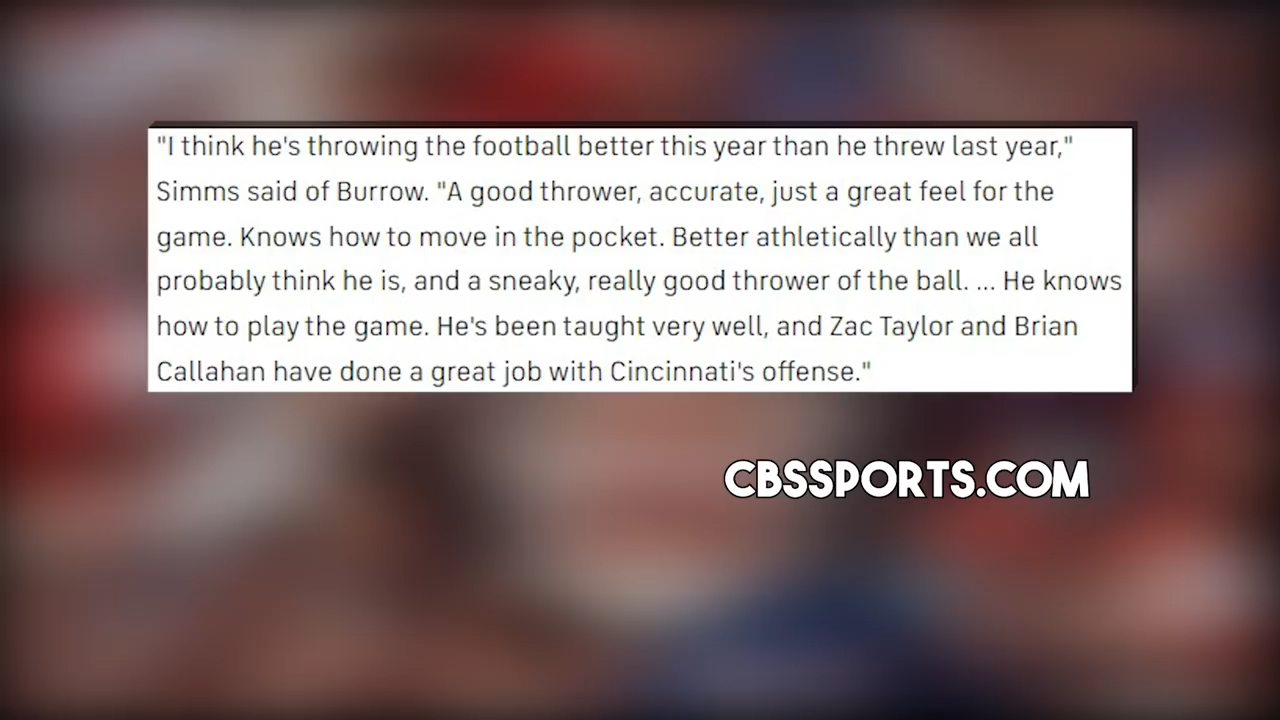 "I think he's throwing the football better this year than he threw last year,"
Simms said of Burrow. "A good thrower, accurate, just a great feel for the
game. Knows how to move in the pocket. Better athletically than we all
probably think he is, and a sneaky, really good thrower of the ball. ... He knows
how to play the game. He's been taught very well, and Zac Taylor and Brian
Callahan have done a great job with Cincinnati's offense."
CBSSPORTS.COM